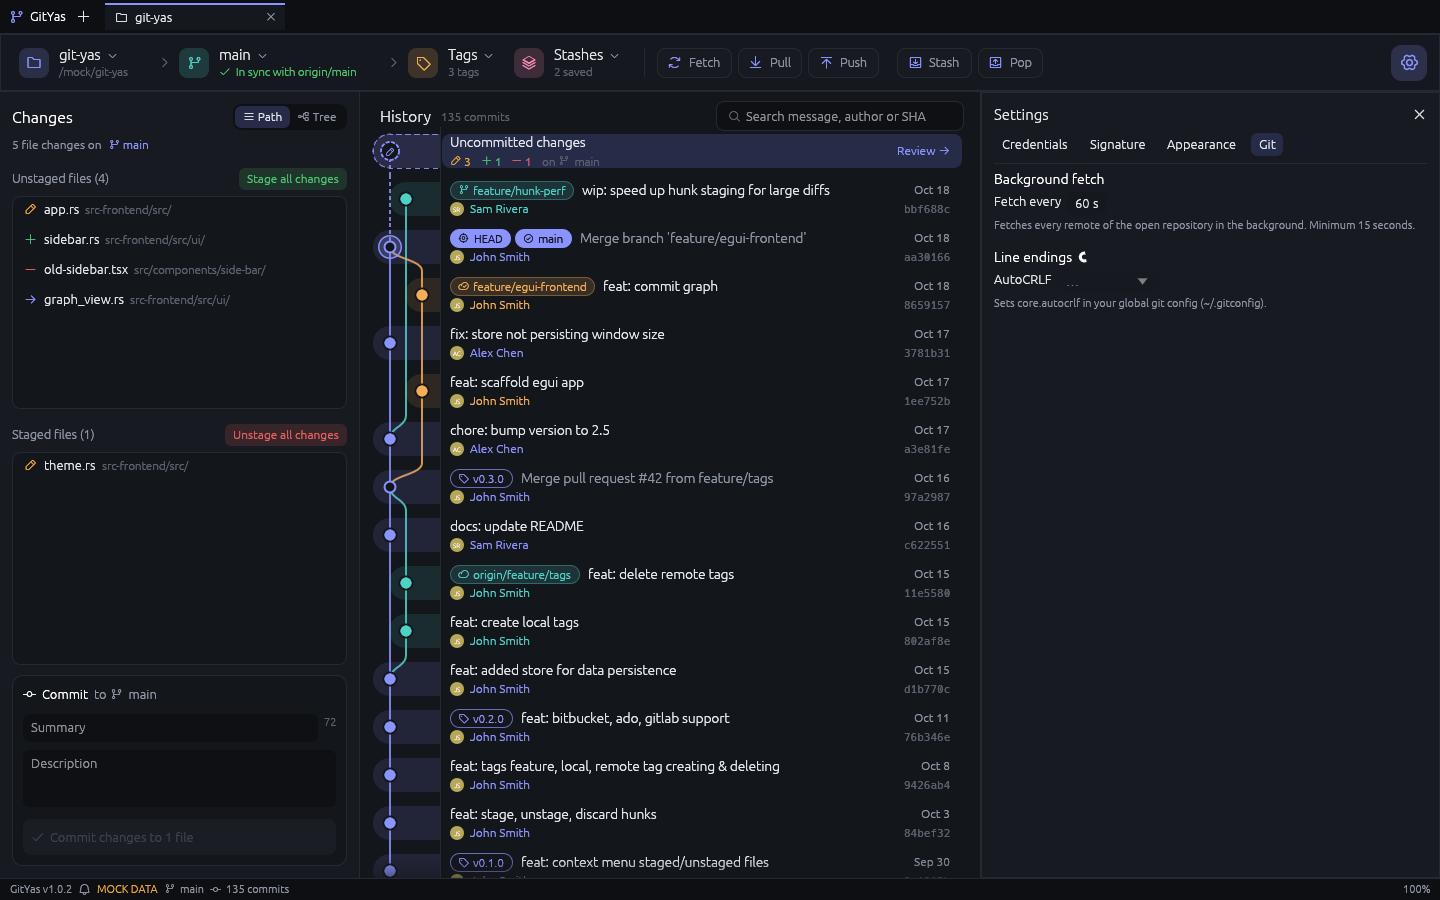 GitYas
git-yas
git-yas
/mock/git-yas
main
In sync with origin/main
Tags
3 tags
Stashes
2 saved
Fetch
Pull
Push
Stash
Pop
Changes
Path
Tree
5 file changes on main
Unstaged files (4)
Stage all changes
app.rs src-frontend/src/
sidebar.rs src-frontend/src/ui/
old-sidebar.tsx src/components/side-bar/
graph_view.rs src-frontend/src/ui/
Staged files (1)
Unstage all changes
theme.rs src-frontend/src/
Commit to main
Summary
72
Description
Commit changes to 1 file
History 135 commits
Search message, author or SHA
Uncommitted changes
3 1 1 on main
Review
feature/hunk-perf wip: speed up hunk staging for large diffs Oct 18
SR Sam Rivera bbf688c
HEAD main Merge branch 'feature/egui-frontend' Oct 18
JS John Smith aa30166
feature/egui-frontend feat: commit graph Oct 18
JS John Smith 8659157
fix: store not persisting window size Oct 17
AC Alex Chen 3781b31
feat: scaffold egui app Oct 17
JS John Smith 1ee752b
chore: bump version to 2.5 Oct 17
AC Alex Chen a3e81fe
v0.3.0 Merge pull request #42 from feature/tags Oct 16
JS John Smith 97a2987
docs: update README Oct 16
SR Sam Rivera c622551
origin/feature/tags feat: delete remote tags Oct 15
JS John Smith 11e5580
feat: create local tags Oct 15
JS John Smith 802af8e
feat: added store for data persistence Oct 15
JS John Smith d1b770c
v0.2.0 feat: bitbucket, ado, gitlab support Oct 11
JS John Smith 76b346e
feat: tags feature, local, remote tag creating & deleting Oct 8
JS John Smith 9426ab4
feat: stage, unstage, discard hunks Oct 3
JS John Smith 84bef32
v0.1.0 feat: context menu staged/unstaged files Sep 30
Settings
Credentials
Signature
Appearance
Git
Background fetch
Fetch every 60 s
Fetches every remote of the open repository in the background. Minimum 15 seconds.
Line endings
AutoCRLF ...
Sets core.autocrlf in your global git config (~/.gitconfig).
GitYas v1.0.2 MOCK DATA main 135 commits
100%